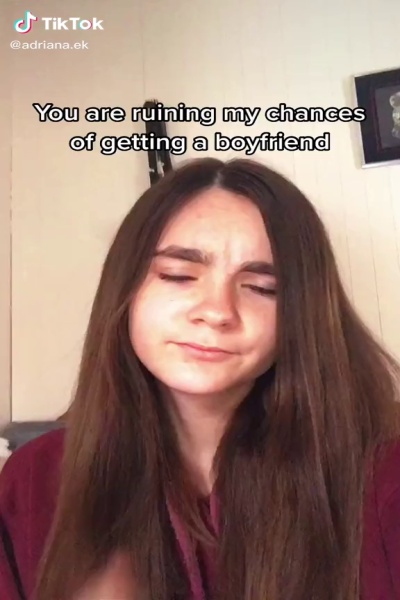 TikTok
@adriana.ek
You are ruining my chances
of getting a boyfriend